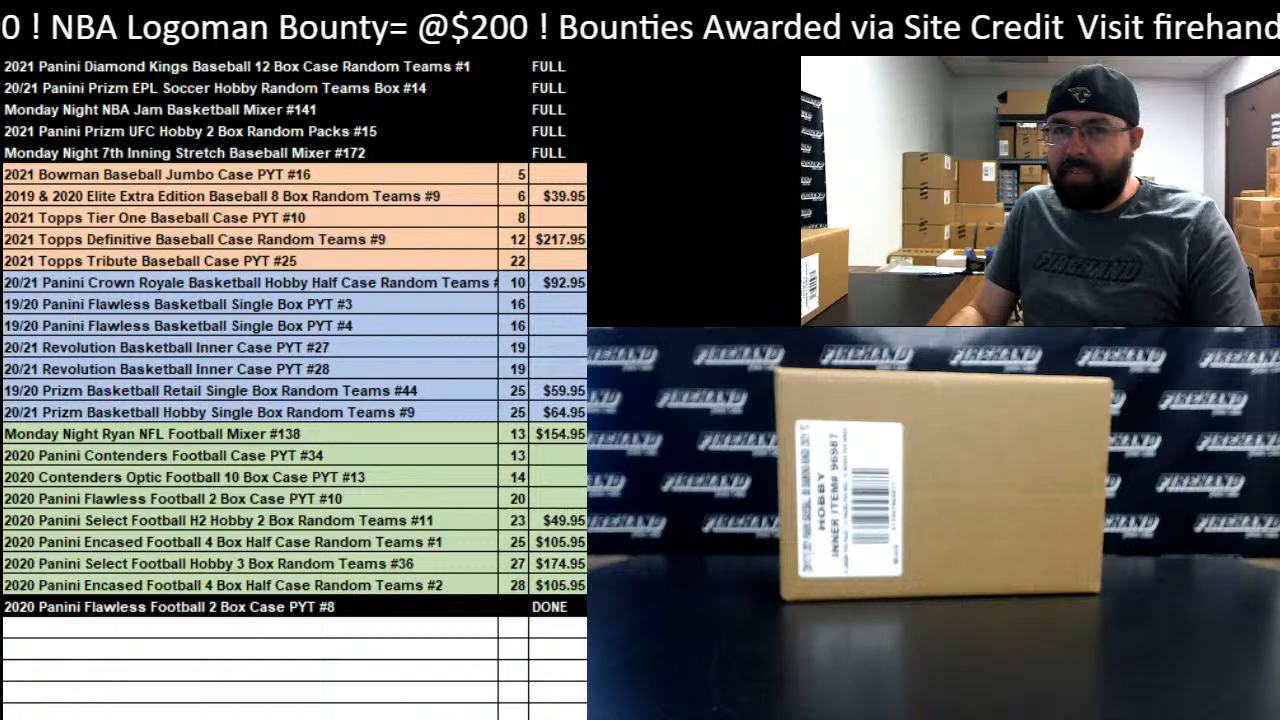 0 ! NBA Logoman Bounty= @$200 ! Bounties Awarded via Site Credit Visit firehand
2021 Panini Diamond Kings Baseball 12 Box Case Random Teams #1 FULL
20/21 Panini Prizm EPL Soccer Hobby Random Teams Box #14 FULL
Monday Night NBA Jam Basketball Mixer #141 FULL
2021 Panini Prizm UFC Hobby 2 Box Random Packs #15 FULL
Monday Night 7th Inning Stretch Baseball Mixer #172 FULL
2021 Bowman Baseball Jumbo Case PYT #16 5
2019 & 2020 Elite Extra Edition Baseball 8 Box Random Teams #9 6 $39.95
2021 Topps Tier One Baseball Case PYT #10 8
2021 Topps Definitive Baseball Case Random Teams #9 12 $217.95
2021 Topps Tribute Baseball Case PYT #25 22
20/21 Panini Crown Royale Basketball Hobby Half Case Random Teams # 10 $92.95
19/20 Panini Flawless Basketball Single Box PYT #3 16
19/20 Panini Flawless Basketball Single Box PYT #4 16
20/21 Revolution Basketball Inner Case PYT #27 19
20/21 Revolution Basketball Inner Case PYT #28 19
19/20 Prizm Basketball Retail Single Box Random Teams #44 25 $59.95
20/21 Prizm Basketball Hobby Single Box Random Teams #9 25 $64.95
Monday Night Ryan NFL Football Mixer #138 13 $154.95
2020 Panini Contenders Football Case PYT #34 13
2020 Contenders Optic Football 10 Box Case PYT #13 14
2020 Panini Flawless Football 2 Box Case PYT #10 20
2020 Panini Select Football H2 Hobby 2 Box Random Teams #11 23 $49.95
2020 Panini Encased Football 4 Box Half Case Random Teams #1 25 $105.95
2020 Panini Select Football Hobby 3 Box Random Teams #36 27 $174.95
2020 Panini Encased Football 4 Box Half Case Random Teams #2 28 $105.95
2020 Panini Flawless Football 2 Box Case PYT #8 DONE
FIREHAND
FIREHAND
HOBBY
INNER ITEM# 96987